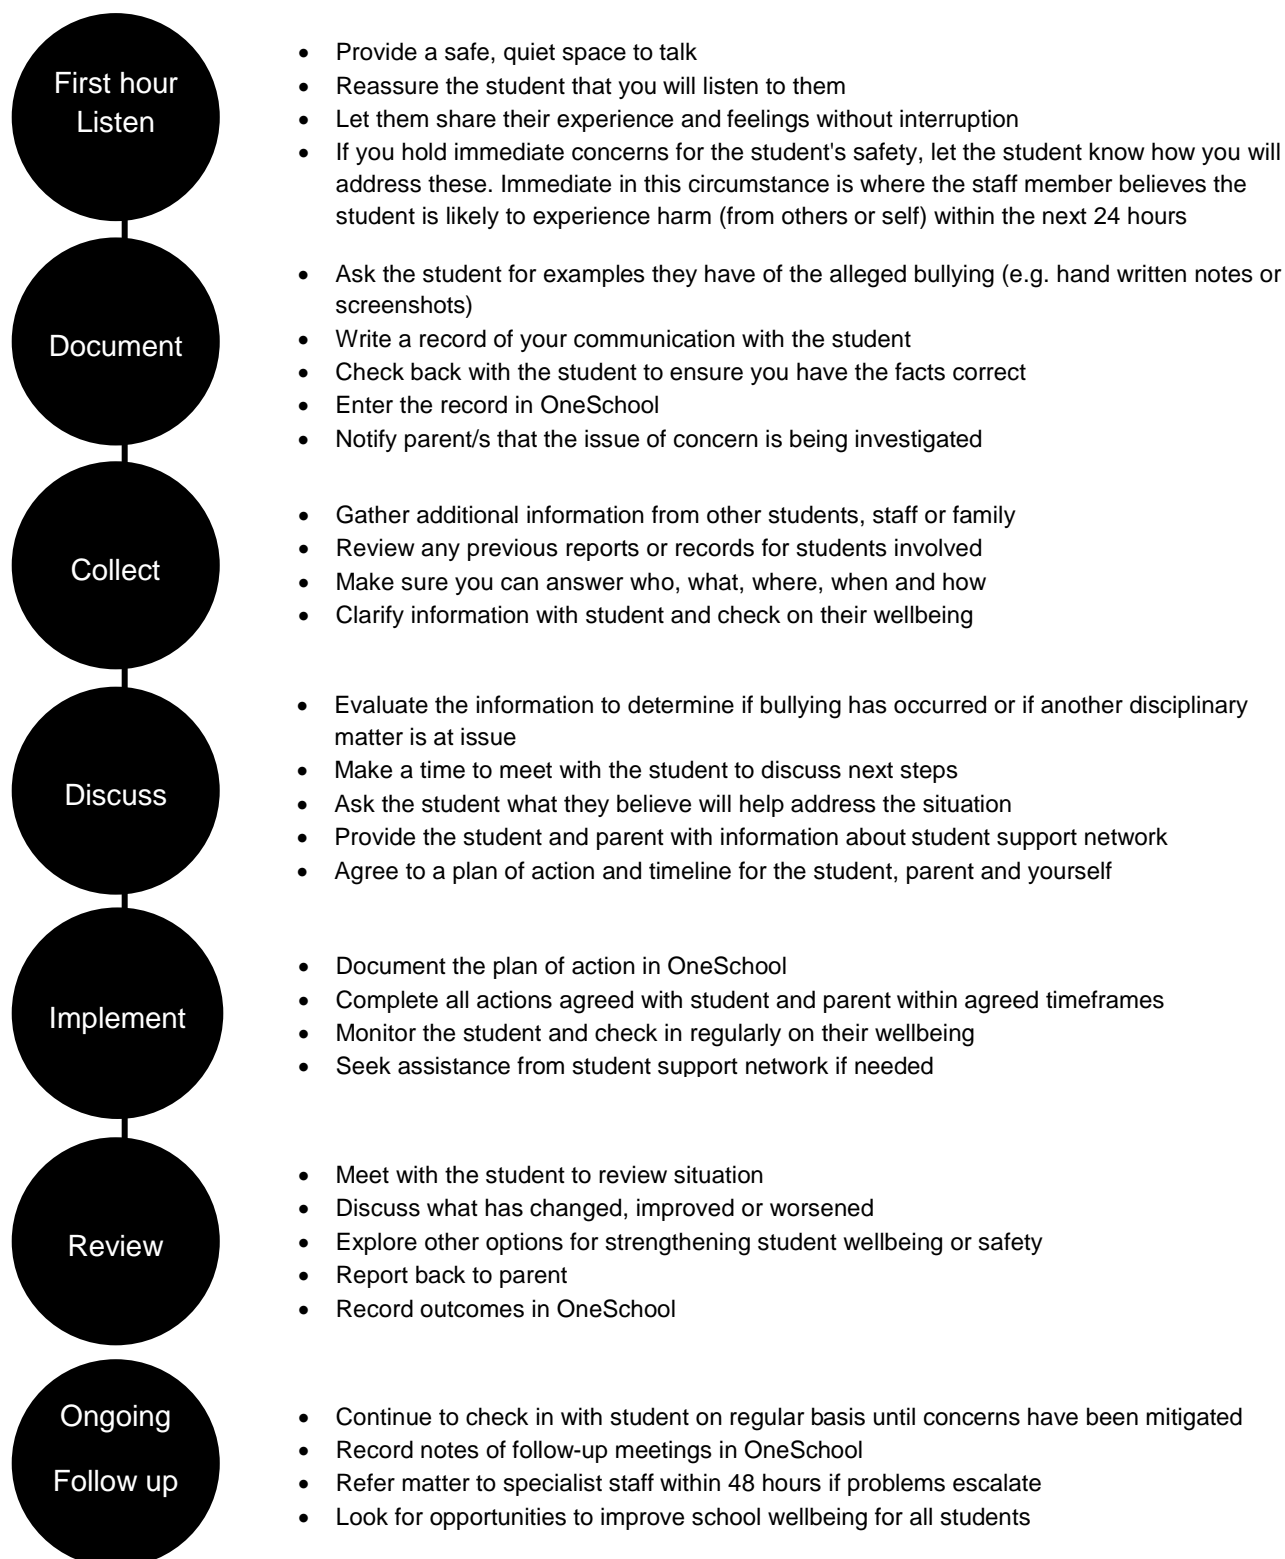 First hour
Listen
• Provide a safe, quiet space to talk
• Reassure the student that you will listen to them
• Let them share their experience and feelings without interruption
• If you hold immediate concerns for the student's safety, let the student know how you will
address these. Immediate in this circumstance is where the staff member believes the
student is likely to experience harm (from others or self) within the next 24 hours
Document
• Ask the student for examples they have of the alleged bullying (e.g. hand written notes or
screenshots)
• Write a record of your communication with the student
• Check back with the student to ensure you have the facts correct
• Enter the record in OneSchool
• Notify parent/s that the issue of concern is being investigated
Collect
• Gather additional information from other students, staff or family
• Review any previous reports or records for students involved
• Make sure you can answer who, what, where, when and how
• Clarify information with student and check on their wellbeing
Discuss
• Evaluate the information to determine if bullying has occurred or if another disciplinary
matter is at issue
• Make a time to meet with the student to discuss next steps
• Ask the student what they believe will help address the situation
• Provide the student and parent with information about student support network
• Agree to a plan of action and timeline for the student, parent and yourself
Implement
• Document the plan of action in OneSchool
• Complete all actions agreed with student and parent within agreed timeframes
• Monitor the student and check in regularly on their wellbeing
• Seek assistance from student support network if needed
Review
• Meet with the student to review situation
• Discuss what has changed, improved or worsened
• Explore other options for strengthening student wellbeing or safety
• Report back to parent
• Record outcomes in OneSchool
Ongoing
Follow up
• Continue to check in with student on regular basis until concerns have been mitigated
• Record notes of follow-up meetings in OneSchool
• Refer matter to specialist staff within 48 hours if problems escalate
• Look for opportunities to improve school wellbeing for all students